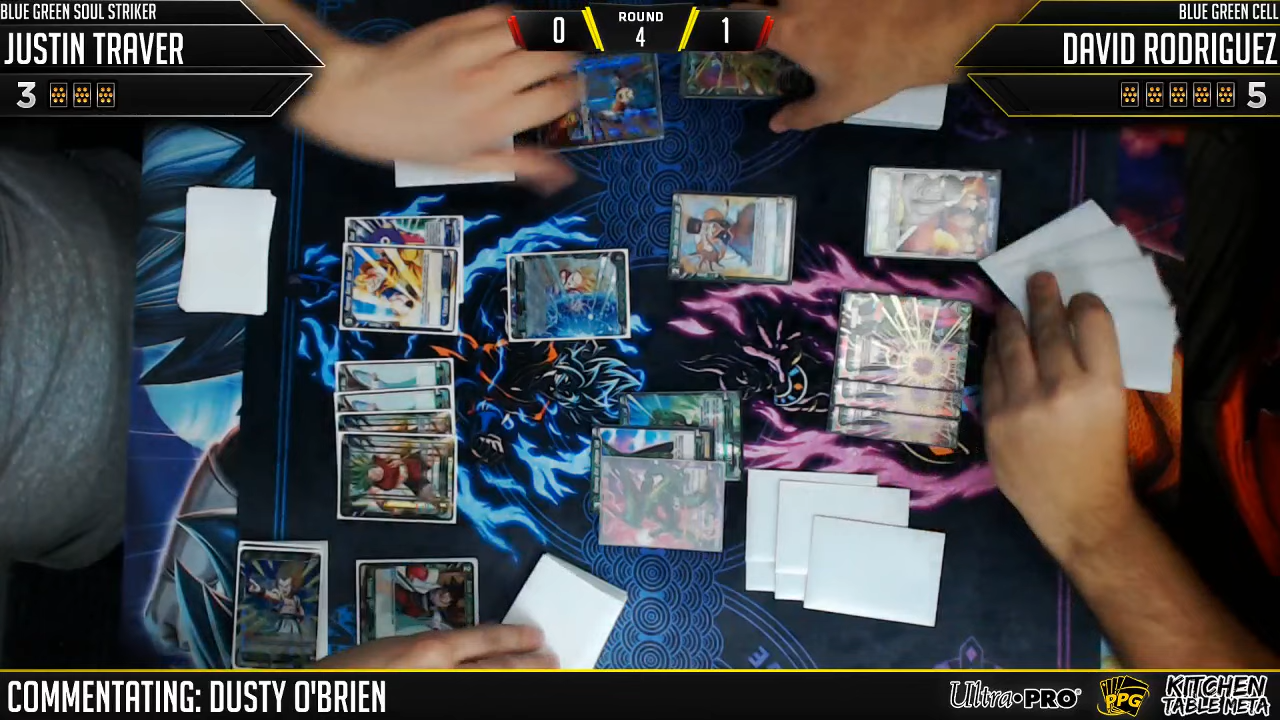 BLUE GREEN SOUL STRIKER
JUSTIN TRAVER
3
0
ROUND
4
1
BLUE GREEN CELL
DAVID RODRIGUEZ
5
COMMENTATING: DUSTY O'BRIEN
Ultra•PRO
PPG
KITCHEN
TABLE META